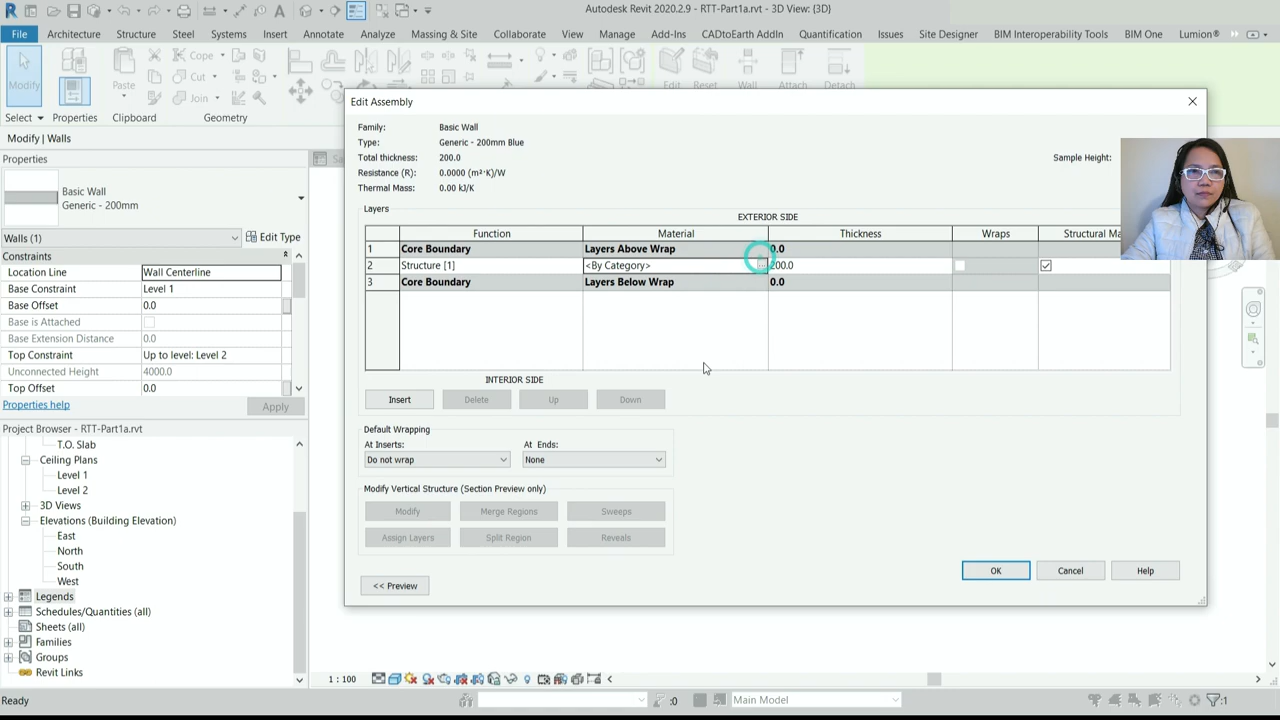 Autodesk Revit 2020.2.9 - RTT-Part1a.rvt - 3D View: {3D}
File Architecture Structure Steel Systems Insert Annotate Analyze Massing & Site Collaborate View Manage Add-Ins CADtoEarth AddIn Quantification Issues Site Designer BIM Interoperability Tools BIM One Lumion®
Modify Paste Cope Cut Join Edit Reset Wall Attach Detach
Select Properties Clipboard Geometry
Modify | Walls
Properties
Basic Wall
Generic - 200mm
Walls (1) Edit Type
Constraints
Location Line Wall Centerline
Base Constraint Level 1
Base Offset 0.0
Base is Attached
Base Extension Distance 0.0
Top Constraint Up to level: Level 2
Unconnected Height 4000.0
Top Offset 0.0
Properties help Apply
Project Browser - RTT-Part1a.rvt
T.O. Slab
Ceiling Plans
Level 1
Level 2
3D Views
Elevations (Building Elevation)
East
North
South
West
Legends
Schedules/Quantities (all)
Sheets (all)
Families
Groups
Revit Links
Edit Assembly
Family: Basic Wall
Type: Generic - 200mm Blue
Total thickness: 200.0
Resistance (R): 0.0000 (m²·K)/W
Thermal Mass: 0.00 kJ/K
Sample Height:
Layers
EXTERIOR SIDE
Function Material Thickness Wraps Structural Ma
1 Core Boundary Layers Above Wrap 0.0
2 Structure [1] <By Category> 200.0
3 Core Boundary Layers Below Wrap 0.0
INTERIOR SIDE
Insert Delete Up Down
Default Wrapping
At Inserts: At Ends:
Do not wrap None
Modify Vertical Structure (Section Preview only)
Modify Merge Regions Sweeps
Assign Layers Split Region Reveals
<< Preview OK Cancel Help
1 : 100
Ready :0 Main Model :1